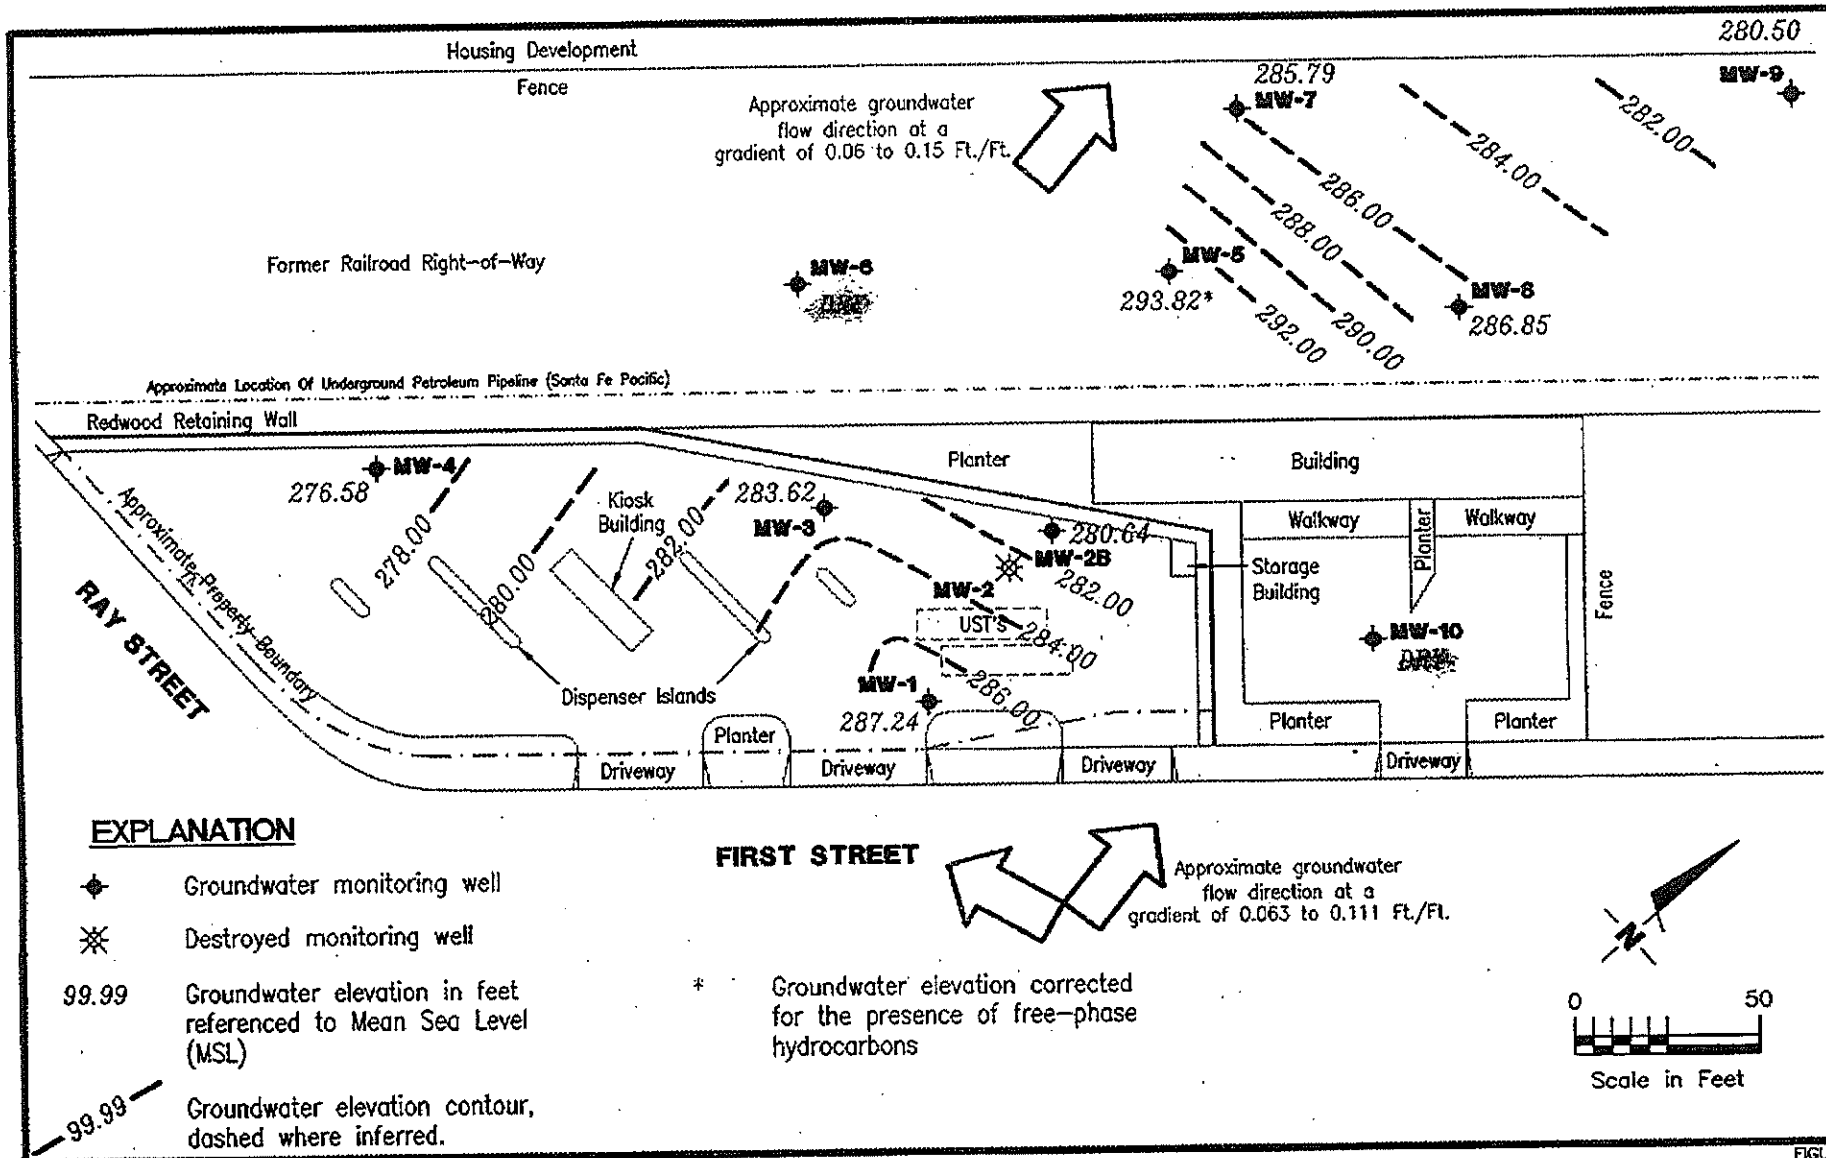 280.50
Housing Development
Fence
285.79
MW-7
MW-9
Approximate groundwater
flow direction at a
gradient of 0.06 to 0.15 Ft./Ft.
282.00
284.00
286.00
288.00
290.00
292.00
Former Railroad Right-of-Way
MW-6
MW-5
293.82*
MW-8
286.85
Approximate Location Of Underground Petroleum Pipeline (Santa Fe Pacific)
Redwood Retaining Wall
MW-4
276.58
278.00
280.00
Kiosk
Building
282.00
283.62
MW-3
Planter
Building
280.64
MW-2B
MW-2
282.00
Walkway
Planter
Walkway
Storage
Building
Fence
UST's
284.00
MW-10
MW-1
286.00
287.24
Approximate Property Boundary
RAY STREET
Dispenser Islands
Planter
Planter
Planter
Driveway
Driveway
Driveway
Driveway
EXPLANATION
Groundwater monitoring well
Destroyed monitoring well
99.99
Groundwater elevation in feet
referenced to Mean Sea Level
(MSL)
99.99
Groundwater elevation contour,
dashed where inferred.
FIRST STREET
Approximate groundwater
flow direction at a
gradient of 0.063 to 0.111 Ft./Ft.
* Groundwater elevation corrected
for the presence of free-phase
hydrocarbons
N
0 50
Scale in Feet